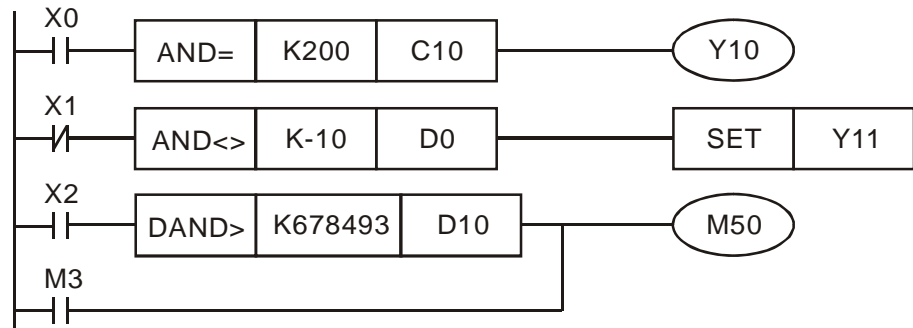 X0
AND= K200 C10 Y10
X1
AND<> K-10 D0 SET Y11
X2
DAND> K678493 D10 M50
M3